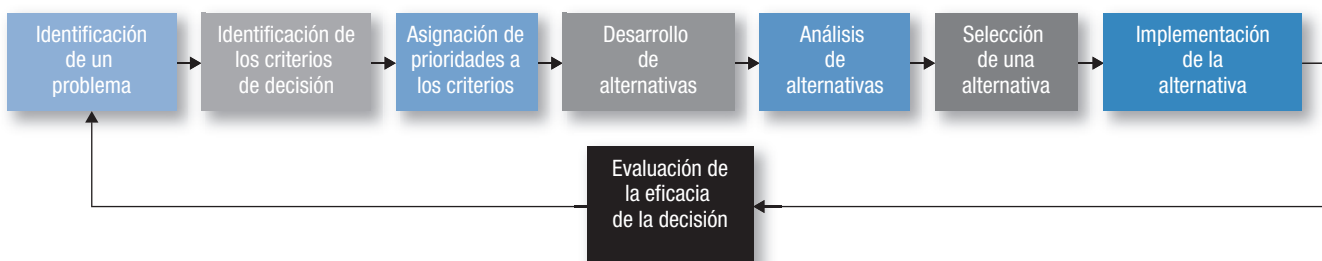 Identificación
de un
problema
Identificación de
los criterios
de decisión
Asignación de
prioridades a
los criterios
Desarrollo
de
alternativas
Análisis
de
alternativas
Selección
de una
alternativa
Implementación
de la
alternativa
Evaluación de
la eficacia
de la decisión